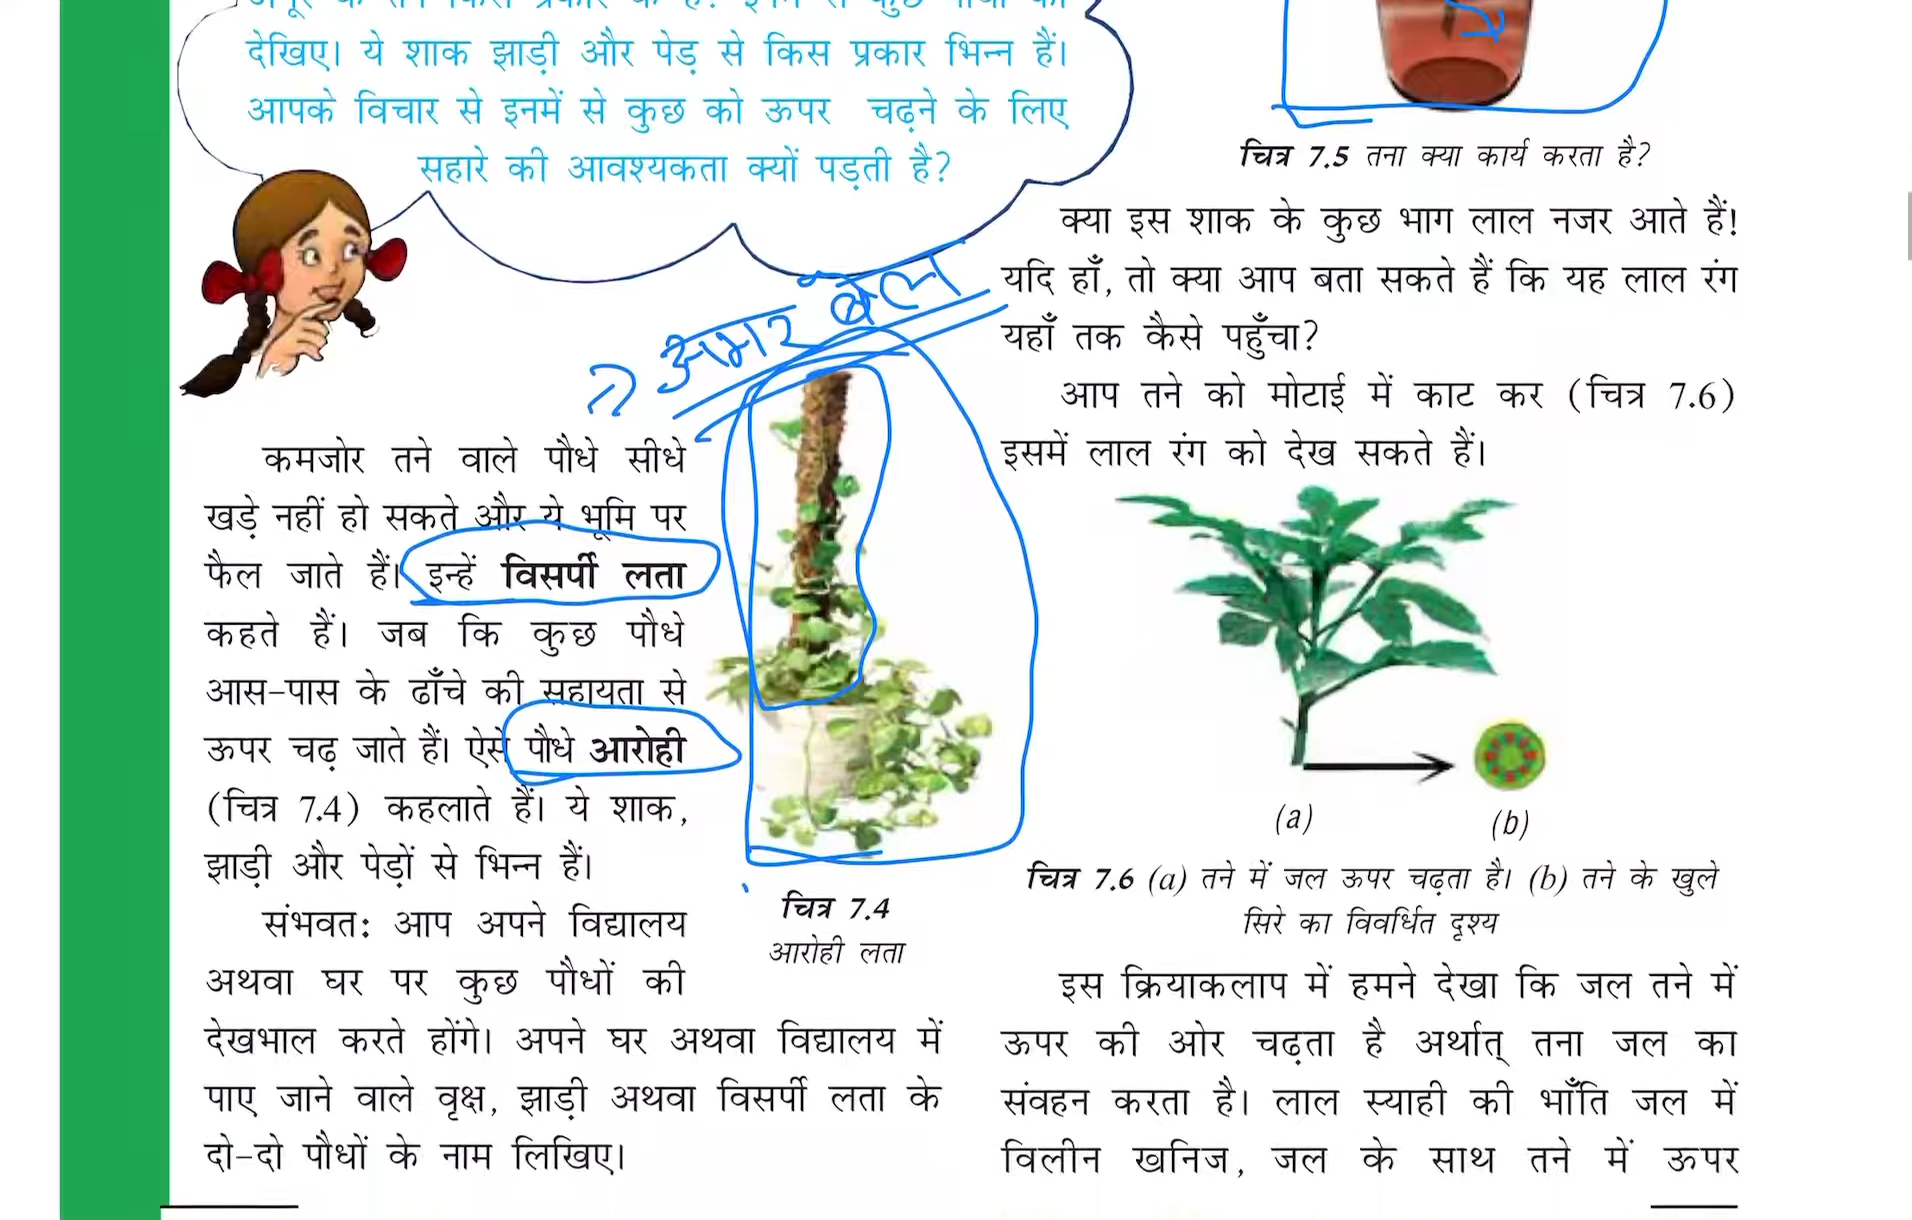 देखिए। ये शाक झाड़ी और पेड़ से किस प्रकार भिन्न हैं।
आपके विचार से इनमें से कुछ को ऊपर चढ़ने के लिए
सहारे की आवश्यकता क्यों पड़ती है?
अमर बेल
कमजोर तने वाले पौधे सीधे
खड़े नहीं हो सकते और ये भूमि पर
फैल जाते हैं। इन्हें विसर्पी लता
कहते हैं। जब कि कुछ पौधे
आस-पास के ढाँचे की सहायता से
ऊपर चढ़ जाते हैं। ऐसे पौधे आरोही
(चित्र 7.4) कहलाते हैं। ये शाक,
झाड़ी और पेड़ों से भिन्न हैं।
संभवतः आप अपने विद्यालय
अथवा घर पर कुछ पौधों की
देखभाल करते होंगे। अपने घर अथवा विद्यालय में
पाए जाने वाले वृक्ष, झाड़ी अथवा विसर्पी लता के
दो-दो पौधों के नाम लिखिए।
चित्र 7.4
आरोही लता
चित्र 7.5 तना क्या कार्य करता है?
क्या इस शाक के कुछ भाग लाल नजर आते हैं!
यदि हाँ, तो क्या आप बता सकते हैं कि यह लाल रंग
यहाँ तक कैसे पहुँचा?
आप तने को मोटाई में काट कर (चित्र 7.6)
इसमें लाल रंग को देख सकते हैं।
(a)
(b)
चित्र 7.6 (a) तने में जल ऊपर चढ़ता है। (b) तने के खुले
सिरे का विवर्धित दृश्य
इस क्रियाकलाप में हमने देखा कि जल तने में
ऊपर की ओर चढ़ता है अर्थात् तना जल का
संवहन करता है। लाल स्याही की भाँति जल में
विलीन खनिज, जल के साथ तने में ऊपर